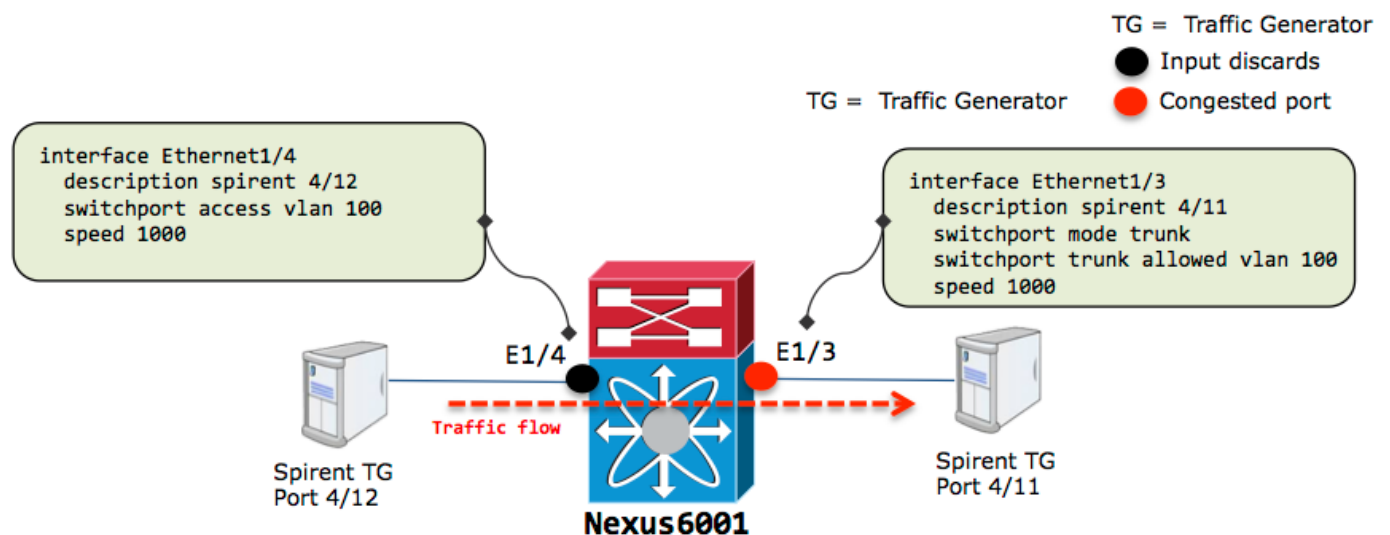 TG =  Traffic Generator
Input discards
TG =  Traffic Generator
Congested port
interface Ethernet1/4
  description spirent 4/12
  switchport access vlan 100
  speed 1000
interface Ethernet1/3
  description spirent 4/11
  switchport mode trunk
  switchport trunk allowed vlan 100
  speed 1000
E1/4
E1/3
Traffic flow
Spirent TG
Port 4/12
Spirent TG
Port 4/11
Nexus6001